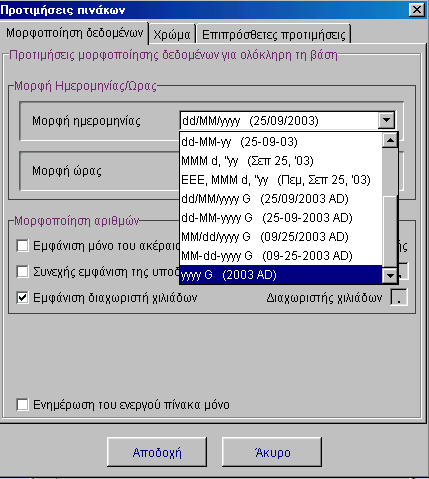 Προτιμήσεις πινάκων
Μορφοποίηση δεδομένων Χρώμα Επιπρόσθετες προτιμήσεις
Προτιμήσεις μορφοποίησης δεδομένων για ολόκληρη τη βάση
Μορφή Ημερομηνίας/Ώρας
Μορφή ημερομηνίας dd/MM/yyyy (25/09/2003)
dd-MM-yy (25-09-03)
MMM d, ''yy (Σεπ 25, '03)
Μορφή ώρας
EEE, MMM d, ''yy (Πεμ, Σεπ 25, '03)
dd/MM/yyyy G (25/09/2003 AD)
dd-MM-yyyy G (25-09-2003 AD)
Μορφοποίηση αριθμών
MM/dd/yyyy G (09/25/2003 AD)
Εμφάνιση μόνο του ακέραιο
MM-dd-yyyy G (09-25-2003 AD)
Συνεχής εμφάνιση της υποδ
yyyy G (2003 AD)
Εμφάνιση διαχωριστή χιλιάδων Διαχωριστής χιλιάδων .
Ενημέρωση του ενεργού πίνακα μόνο
Αποδοχή Άκυρο